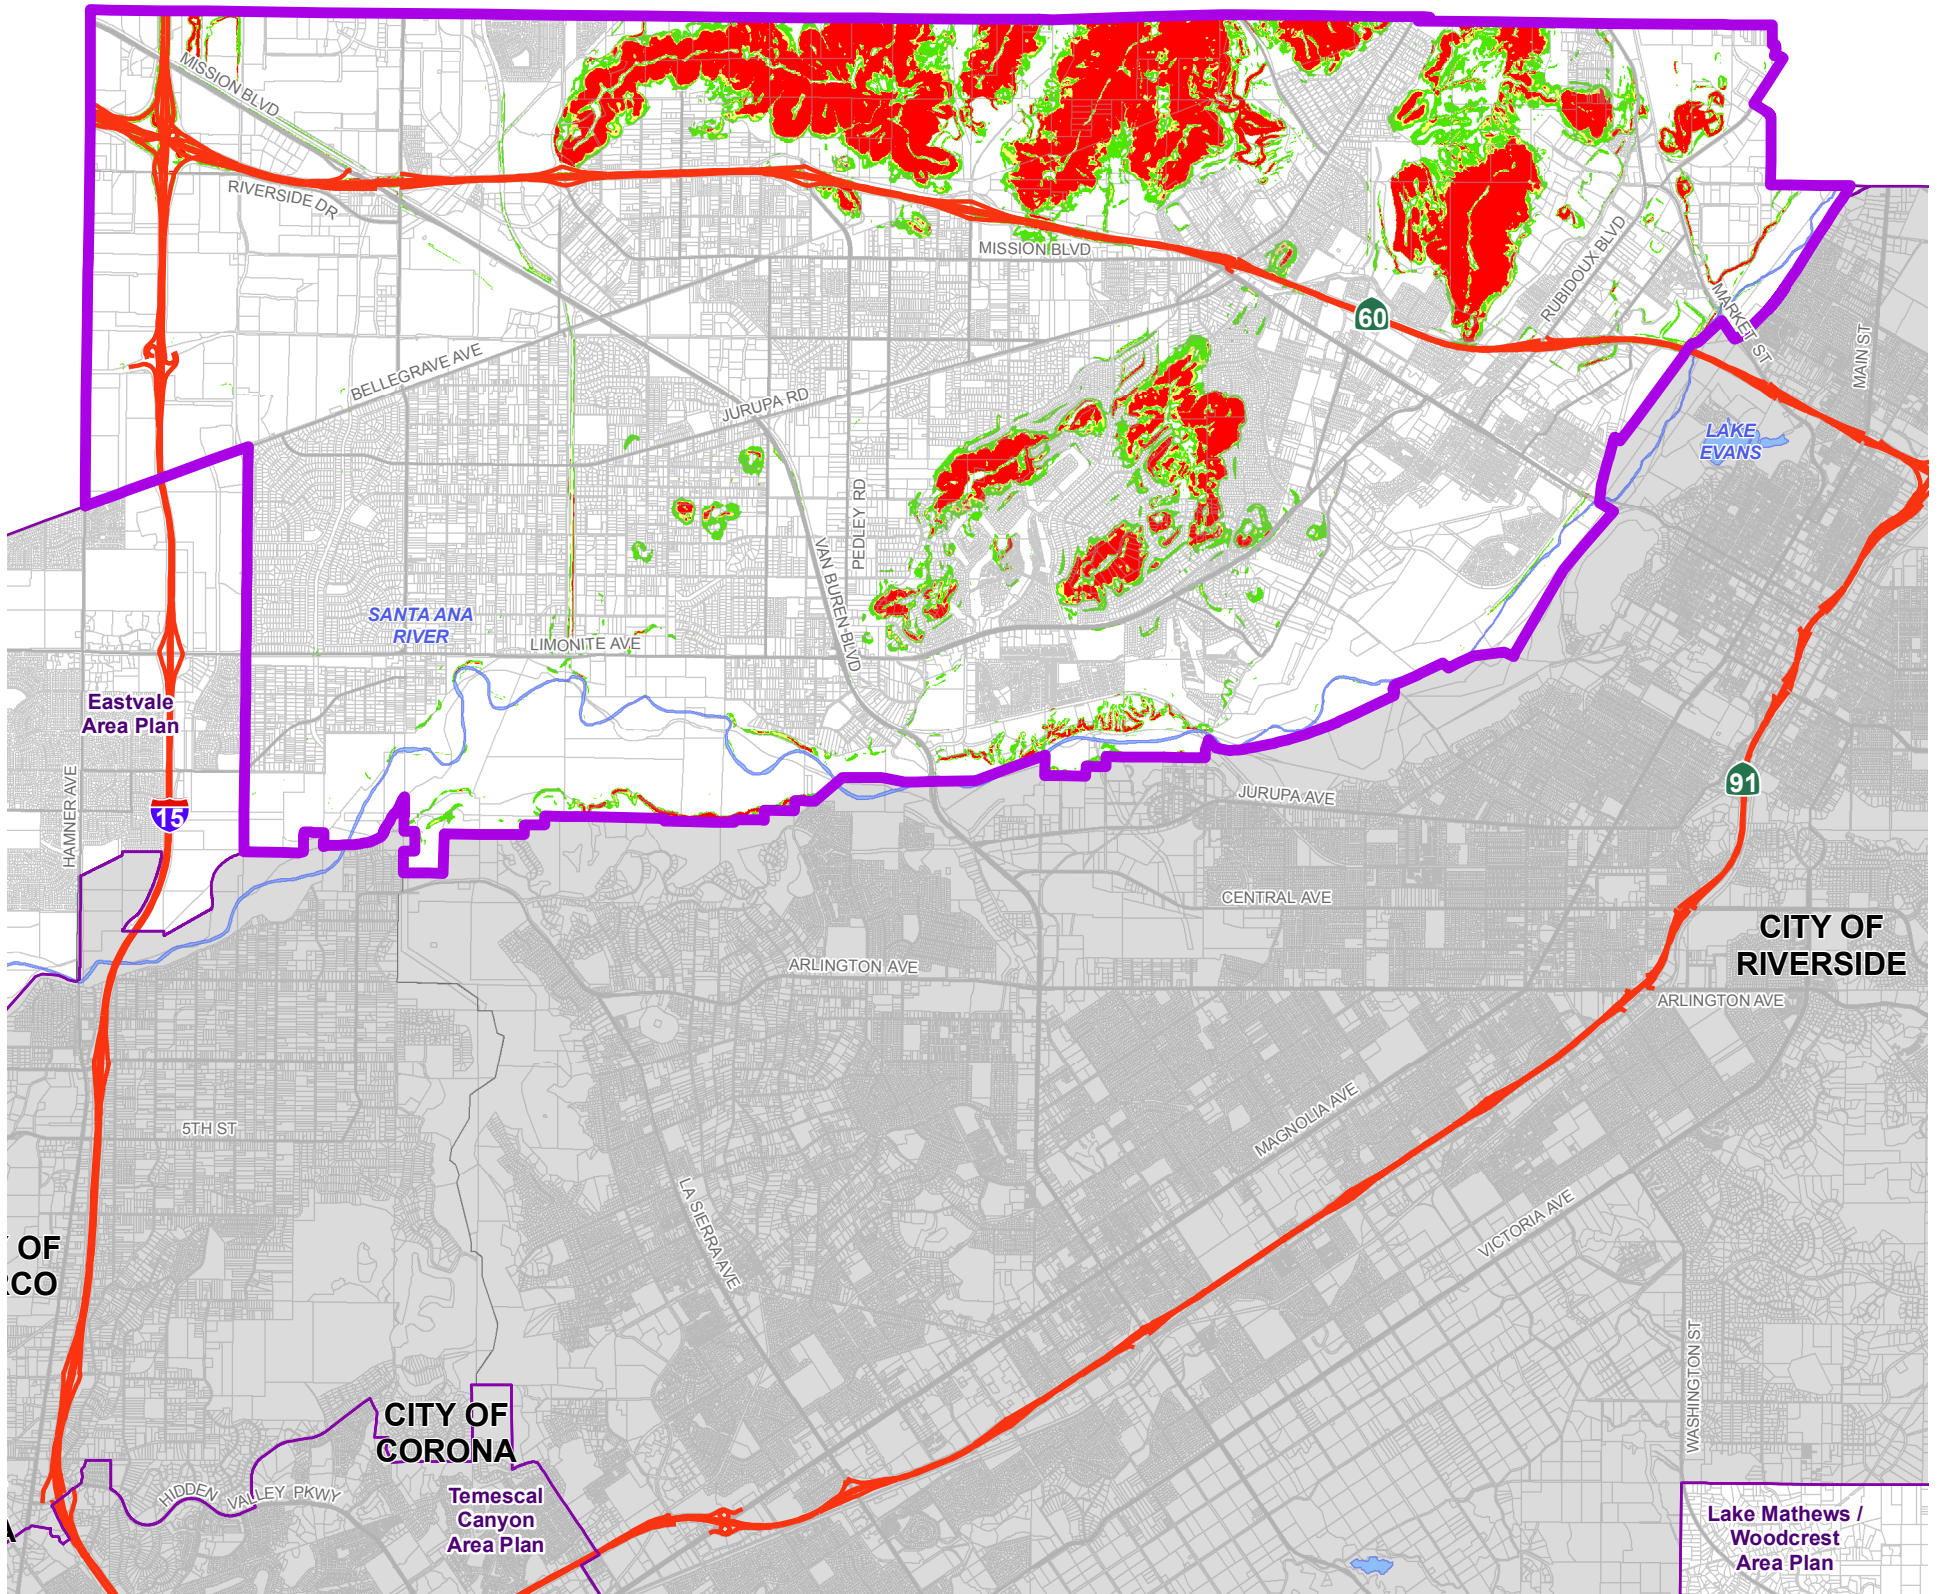 MISSION BLVD
RIVERSIDE DR
MISSION BLVD
RUBIDOUX BLVD
MARKET ST
MAIN ST
60
BELLEGRAVE AVE
JURUPA RD
LAKE
EVANS
PEDLEY RD
VAN BUREN BLVD
SANTA ANA
RIVER
LIMONITE AVE
Eastvale
Area Plan
HAMNER AVE
15
91
JURUPA AVE
CENTRAL AVE
CITY OF
RIVERSIDE
ARLINGTON AVE
ARLINGTON AVE
MAGNOLIA AVE
5TH ST
LA SIERRA AVE
VICTORIA AVE
OF
CO
WASHINGTON ST
CITY OF
CORONA
HIDDEN VALLEY PKWY
Temescal
Canyon
Area Plan
Lake Mathews /
Woodcrest
Area Plan